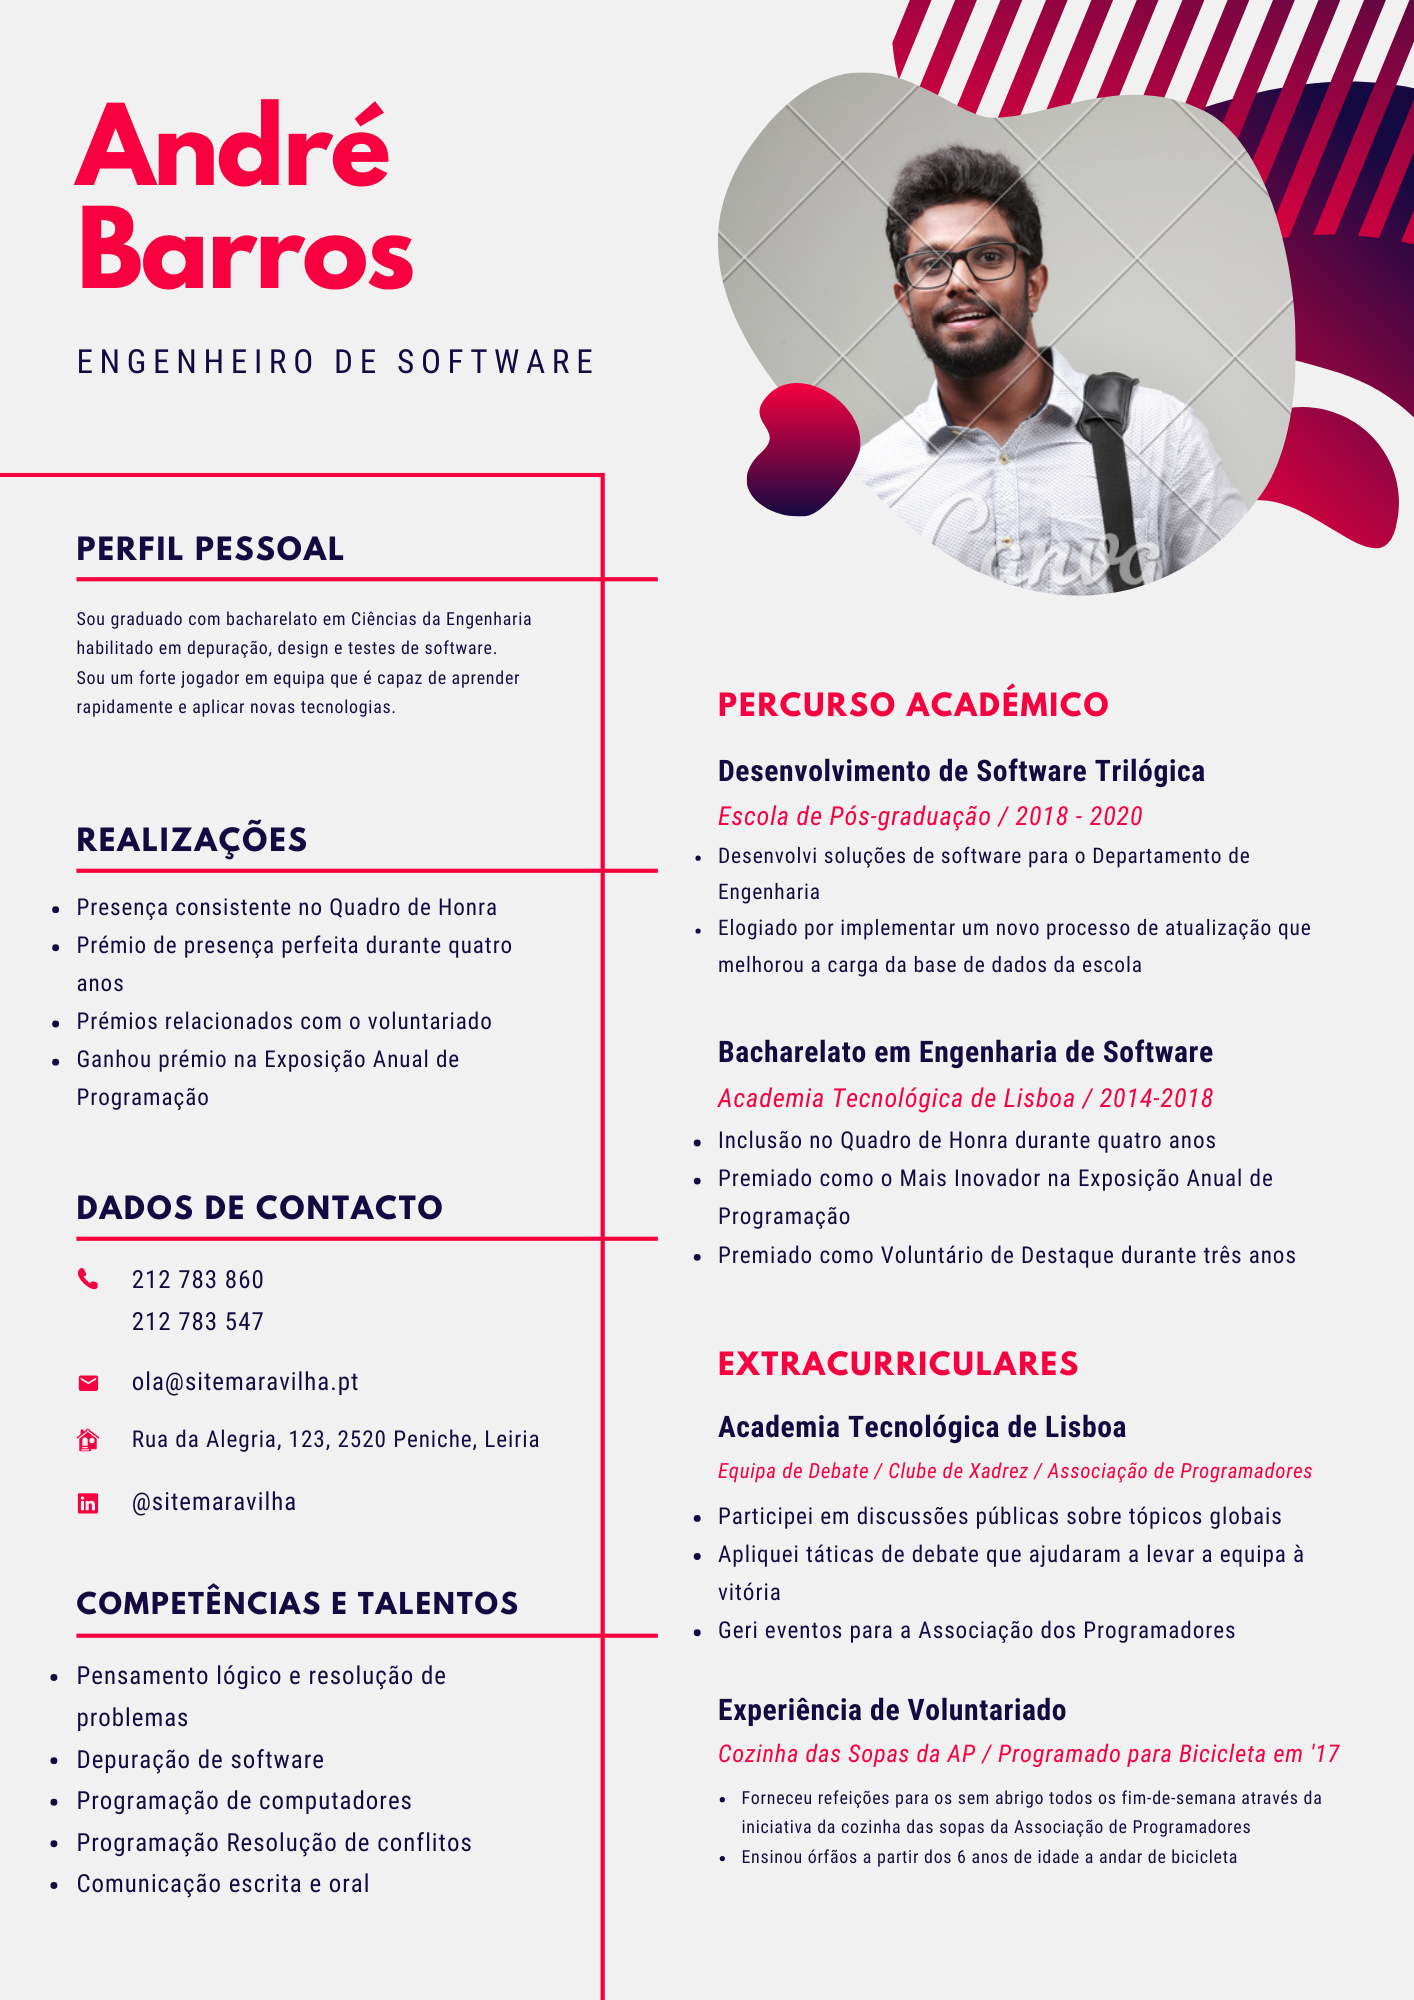 André
Barros
ENGENHEIRO DE SOFTWARE
PERFIL PESSOAL
Sou graduado com bacharelato em Ciências da Engenharia
habilitado em depuração, design e testes de software.
Sou um forte jogador em equipa que é capaz de aprender
rapidamente e aplicar novas tecnologias.
REALIZAÇÕES
• Presença consistente no Quadro de Honra
• Prémio de presença perfeita durante quatro
anos
• Prémios relacionados com o voluntariado
• Ganhou prémio na Exposição Anual de
Programação
DADOS DE CONTACTO
212 783 860
212 783 547
ola@sitemaravilha.pt
Rua da Alegria, 123, 2520 Peniche, Leiria
in @sitemaravilha
COMPETÊNCIAS E TALENTOS
• Pensamento lógico e resolução de
problemas
• Depuração de software
• Programação de computadores
• Programação Resolução de conflitos
• Comunicação escrita e oral
Canva
PERCURSO ACADÉMICO
Desenvolvimento de Software Trilógica
Escola de Pós-graduação / 2018 - 2020
• Desenvolvi soluções de software para o Departamento de
Engenharia
• Elogiado por implementar um novo processo de atualização que
melhorou a carga da base de dados da escola
Bacharelato em Engenharia de Software
Academia Tecnológica de Lisboa / 2014-2018
• Inclusão no Quadro de Honra durante quatro anos
• Premiado como o Mais Inovador na Exposição Anual de
Programação
• Premiado como Voluntário de Destaque durante três anos
EXTRACURRICULARES
Academia Tecnológica de Lisboa
Equipa de Debate / Clube de Xadrez / Associação de Programadores
• Participei em discussões públicas sobre tópicos globais
• Apliquei táticas de debate que ajudaram a levar a equipa à
vitória
• Geri eventos para a Associação dos Programadores
Experiência de Voluntariado
Cozinha das Sopas da AP / Programado para Bicicleta em '17
• Forneceu refeições para os sem abrigo todos os fim-de-semana através da
iniciativa da cozinha das sopas da Associação de Programadores
• Ensinou órfãos a partir dos 6 anos de idade a andar de bicicleta